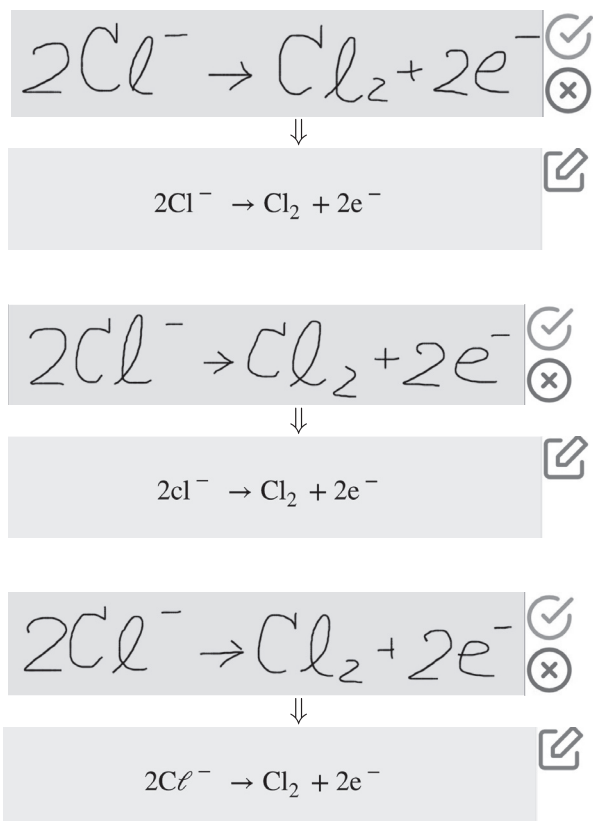 2Cl⁻ → Cl₂ + 2e⁻
⇓
2Cl⁻ → Cl₂ + 2e⁻
2Cl⁻ → Cl₂ + 2e⁻
⇓
2cl⁻ → Cl₂ + 2e⁻
2Cl⁻ → Cl₂ + 2e⁻
⇓
2Cℓ⁻ → Cl₂ + 2e⁻